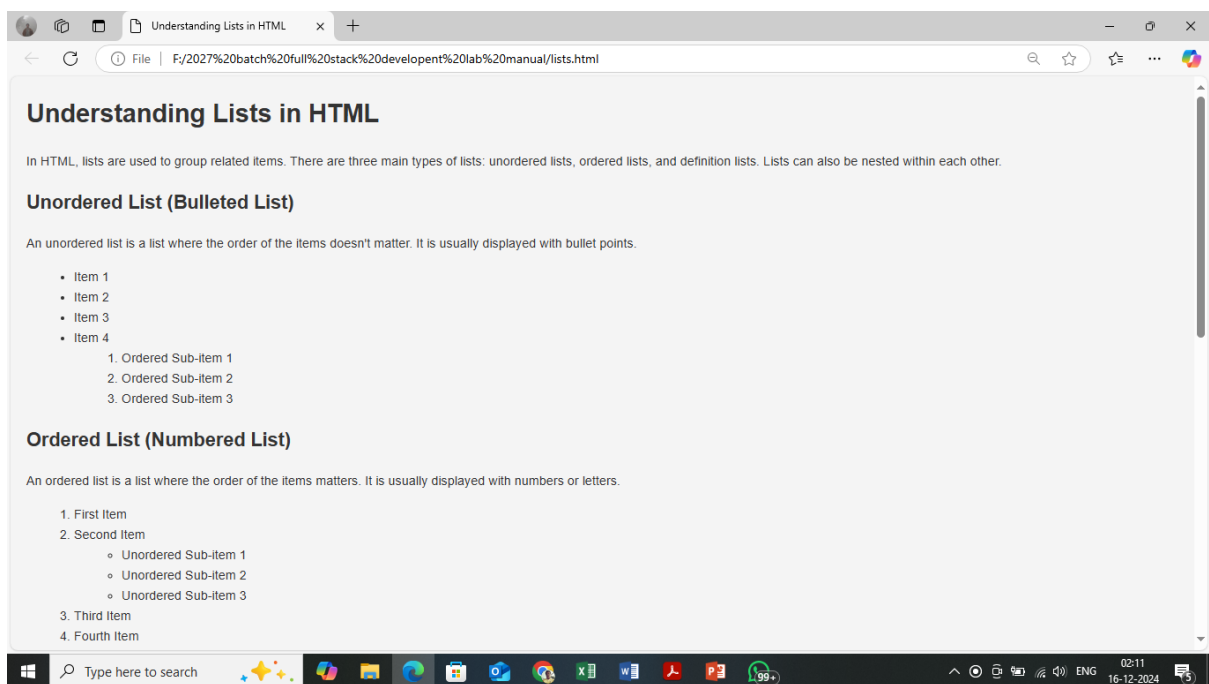 Understanding Lists in HTML
File F:/2027%20batch%20full%20stack%20developent%20lab%20manual/lists.html
Understanding Lists in HTML
In HTML, lists are used to group related items. There are three main types of lists: unordered lists, ordered lists, and definition lists. Lists can also be nested within each other.
Unordered List (Bulleted List)
An unordered list is a list where the order of the items doesn't matter. It is usually displayed with bullet points.
• Item 1
• Item 2
• Item 3
• Item 4
1. Ordered Sub-item 1
2. Ordered Sub-item 2
3. Ordered Sub-item 3
Ordered List (Numbered List)
An ordered list is a list where the order of the items matters. It is usually displayed with numbers or letters.
1. First Item
2. Second Item
◦ Unordered Sub-item 1
◦ Unordered Sub-item 2
◦ Unordered Sub-item 3
3. Third Item
4. Fourth Item
Type here to search 99+ ENG 02:11
16-12-2024 5